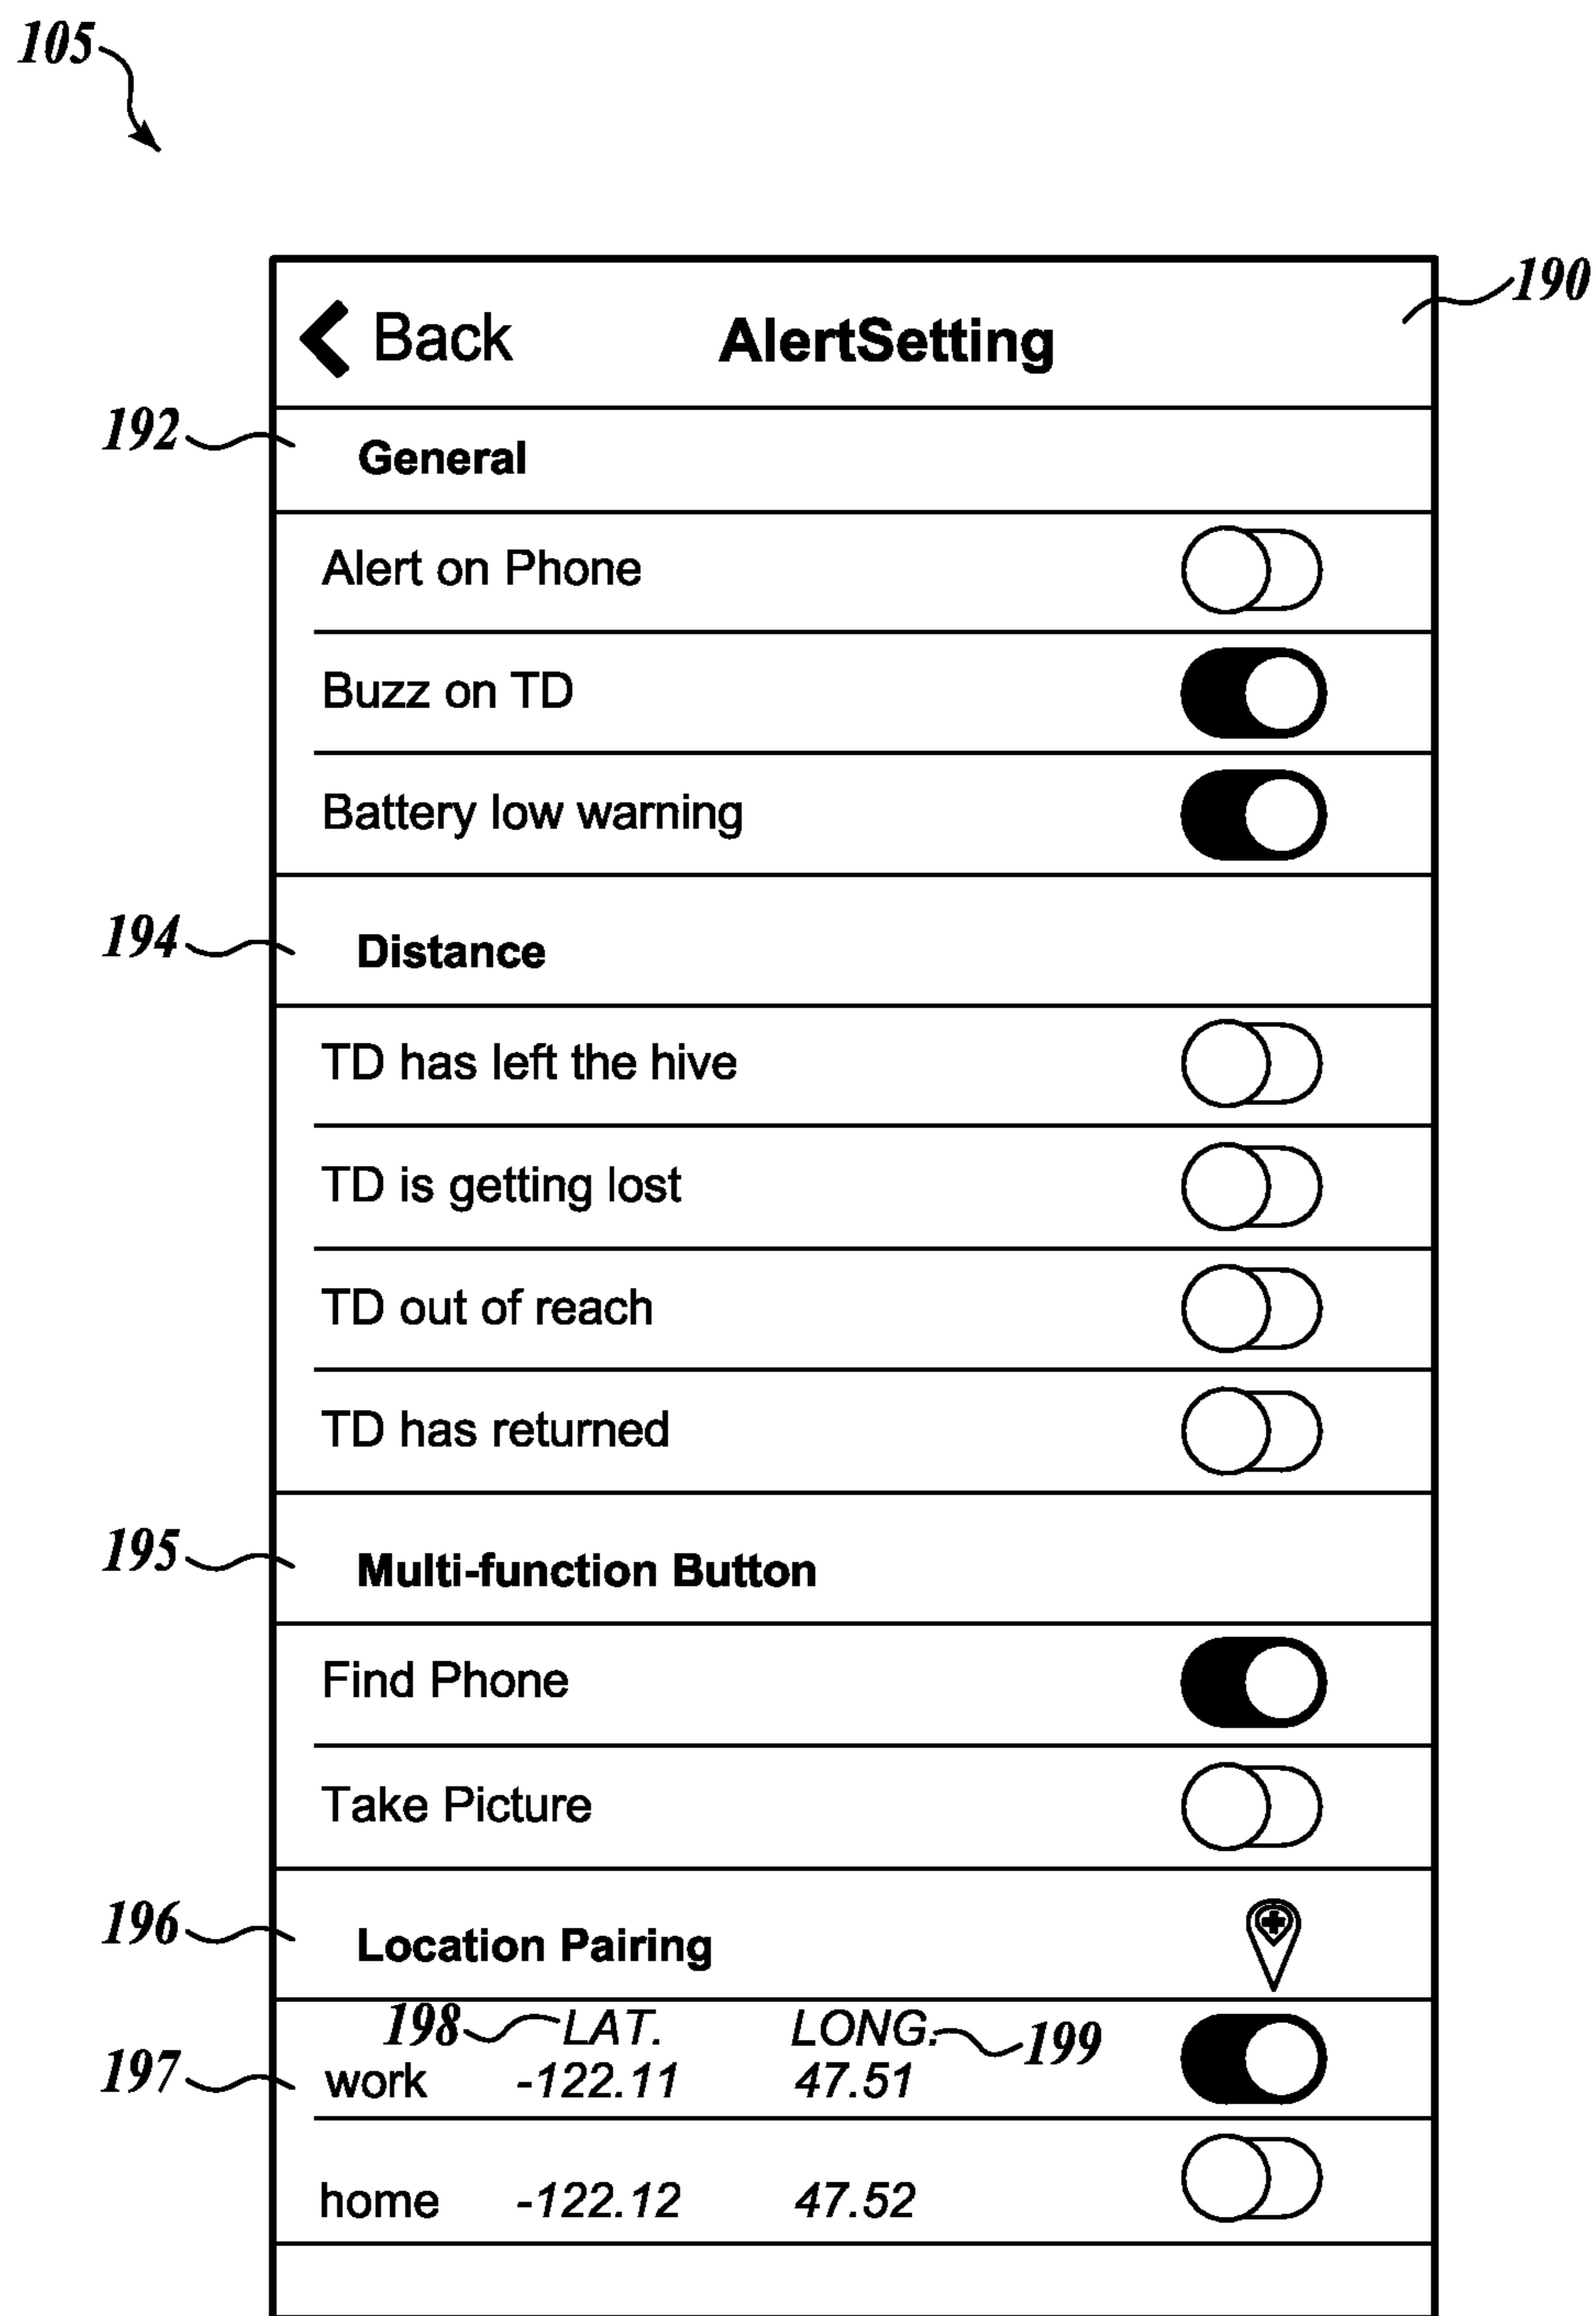 105
190
Back AlertSetting
192 General
Alert on Phone
Buzz on TD
Battery low warning
194 Distance
TD has left the hive
TD is getting lost
TD out of reach
TD has returned
195 Multi-function Button
Find Phone
Take Picture
196 Location Pairing
198 LAT. LONG. 199
197 work -122.11 47.51
home -122.12 47.52